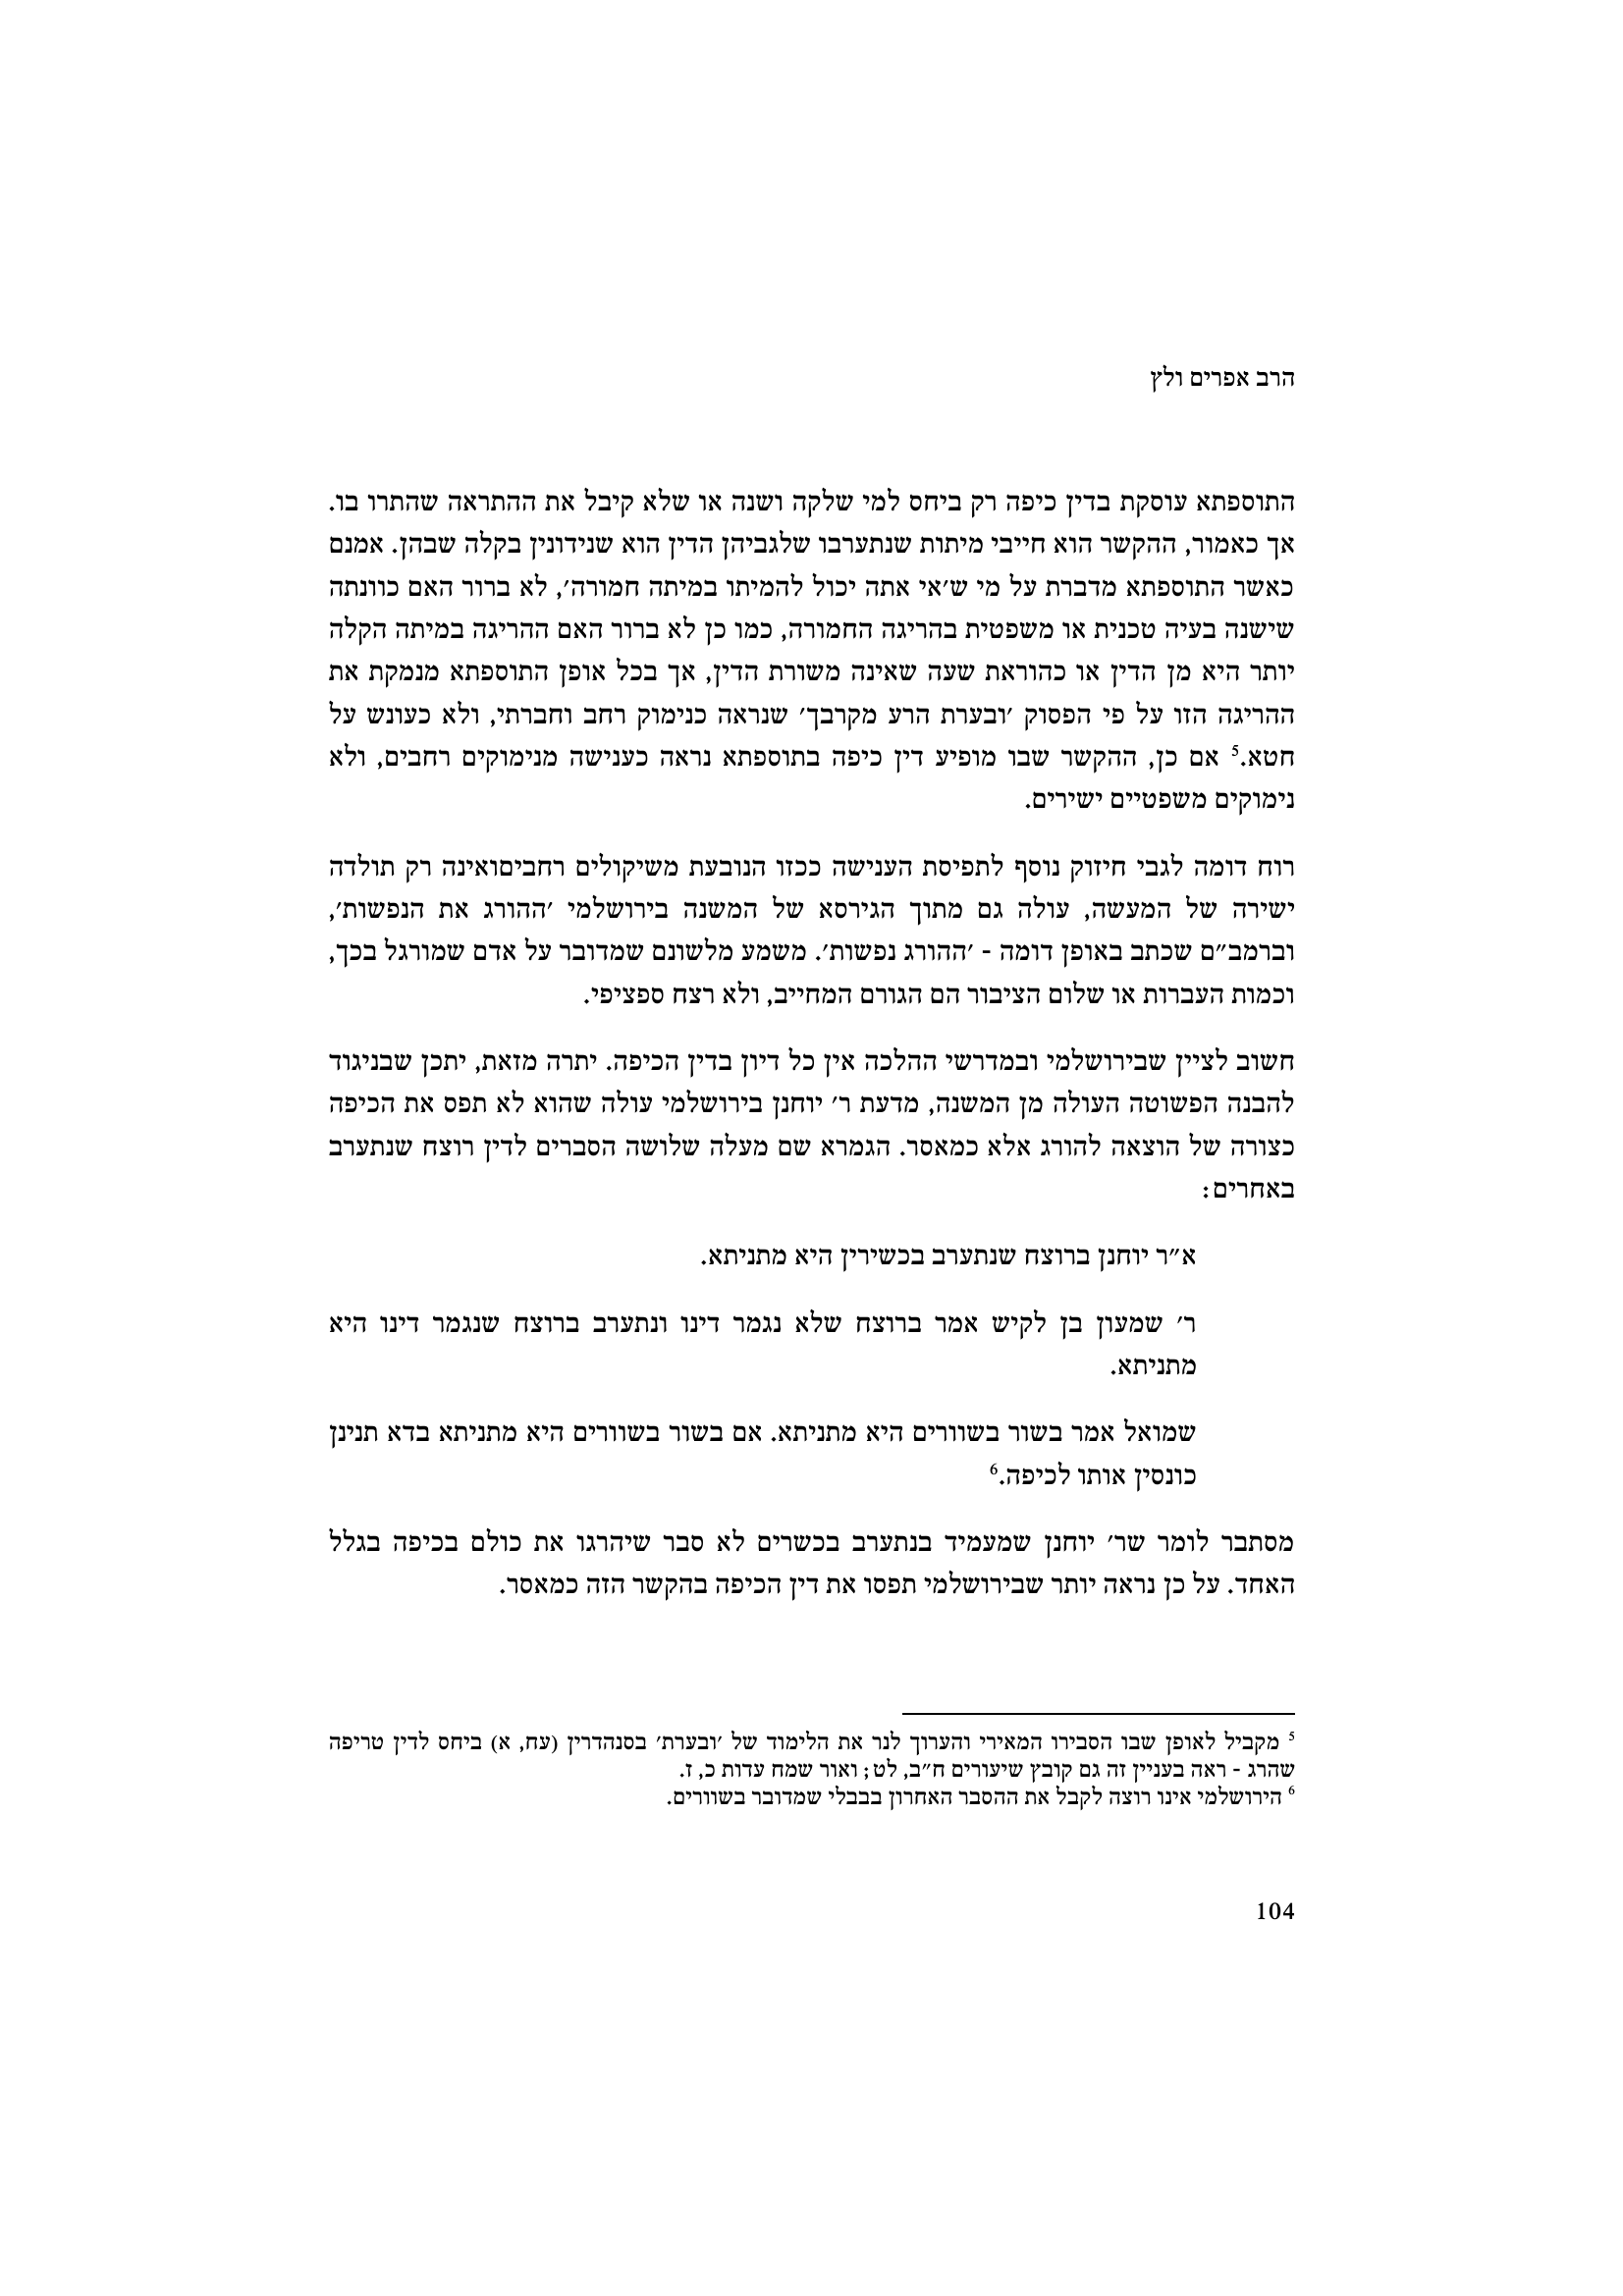 הרב אפרים ולץ
התוספתא עוסקת בדין כיפה רק ביחס למי שלקה ושנה או שלא קיבל את ההתראה שהתרו בו.
אך כאמור, ההקשר הוא חייבי מיתות שנתערבו שלגביהן הדין הוא שנידונין בקלה שבהן. אמנם
כאשר התוספתא מדברת על מי ש׳אי אתה יכול להמיתו במיתה חמורה׳, לא ברור האם כוונתה
שישנה בעיה טכנית או משפטית בהריגה החמורה, כמו כן לא ברור האם ההריגה במיתה הקלה
יותר היא מן הדין או כהוראת שעה שאינה משורת הדין, אך בכל אופן התוספתא מנמקת את
ההריגה הזו על פי הפסוק ׳ובערת הרע מקרבך׳ שנראה כנימוק רחב וחברתי, ולא כעונש על
חטא.5 אם כן, ההקשר שבו מופיע דין כיפה בתוספתא נראה כענישה מנימוקים רחבים, ולא
נימוקים משפטיים ישירים.
רוח דומה לגבי חיזוק נוסף לתפיסת הענישה ככזו הנובעת משיקולים רחביםואינה רק תולדה
ישירה של המעשה, עולה גם מתוך הגירסא של המשנה בירושלמי ׳ההורג את הנפשות׳,
וברמב״ם שכתב באופן דומה - ׳ההורג נפשות׳. משמע מלשונם שמדובר על אדם שמורגל בכך,
וכמות העברות או שלום הציבור הם הגורם המחייב, ולא רצח ספציפי.
חשוב לציין שבירושלמי ובמדרשי ההלכה אין כל דיון בדין הכיפה. יתרה מזאת, יתכן שבניגוד
להבנה הפשוטה העולה מן המשנה, מדעת ר׳ יוחנן בירושלמי עולה שהוא לא תפס את הכיפה
כצורה של הוצאה להורג אלא כמאסר. הגמרא שם מעלה שלושה הסברים לדין רוצח שנתערב
באחרים:
א״ר יוחנן ברוצח שנתערב בכשירין היא מתניתא.
ר׳ שמעון בן לקיש אמר ברוצח שלא נגמר דינו ונתערב ברוצח שנגמר דינו היא
מתניתא.
שמואל אמר בשור בשוורים היא מתניתא. אם בשור בשוורים היא מתניתא בדא תנינן
כונסין אותו לכיפה.6
מסתבר לומר שר׳ יוחנן שמעמיד בנתערב בכשרים לא סבר שיהרגו את כולם בכיפה בגלל
האחד. על כן נראה יותר שבירושלמי תפסו את דין הכיפה בהקשר הזה כמאסר.
5 מקביל לאופן שבו הסבירו המאירי והערוך לנר את הלימוד של ׳ובערת׳ בסנהדרין (עח, א) ביחס לדין טריפה
שהרג - ראה בעניין זה גם קובץ שיעורים ח״ב, לט; ואור שמח עדות כ, ז.
6 הירושלמי אינו רוצה לקבל את ההסבר האחרון בבבלי שמדובר בשוורים.
104